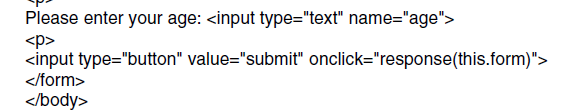 <p>
Please enter your age: <input type="text" name="age">
<p>
<input type="button" value="submit" onclick="response(this.form)">
</form>
</body>